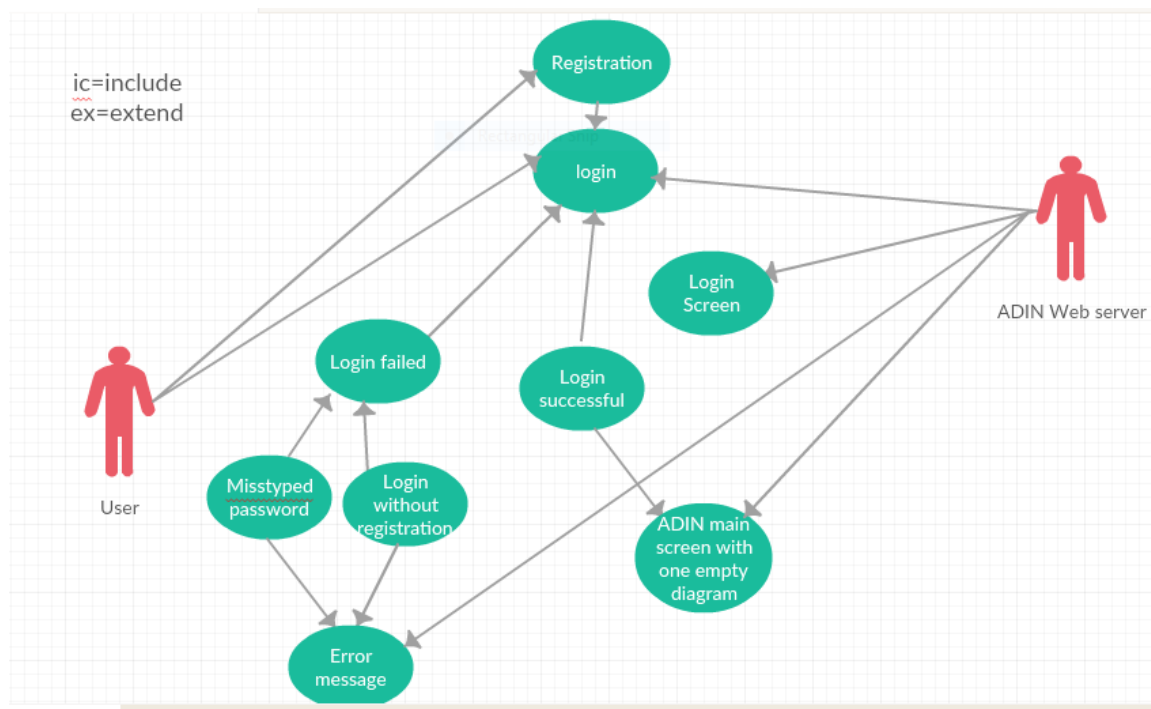 ic=include
ex=extend
Registration
login
Login
Screen
ADIN Web server
Login failed
Login
successful
Misstyped
password
Login
without
registration
User
ADIN main
screen with
one empty
diagram
Error
message